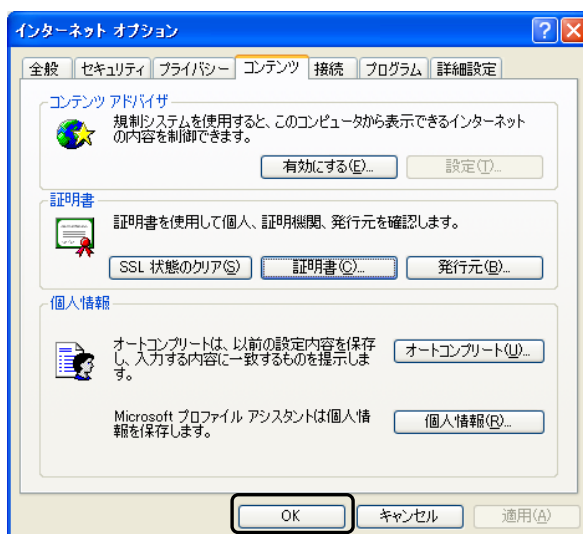 インターネット オプション
全般 セキュリティ プライバシー コンテンツ 接続 プログラム 詳細設定
コンテンツ アドバイザ
規制システムを使用すると、このコンピュータから表示できるインターネット
の内容を制御できます。
有効にする(E)... 設定(T)...
証明書
証明書を使用して個人、証明機関、発行元を確認します。
SSL 状態のクリア(S) 証明書(C)... 発行元(B)...
個人情報
オートコンプリートは、以前の設定内容を保存
し、入力する内容に一致するものを提示しま
す。
オートコンプリート(U)...
Microsoft プロファイル アシスタントは個人情
報を保存します。
個人情報(R)...
OK キャンセル 適用(A)